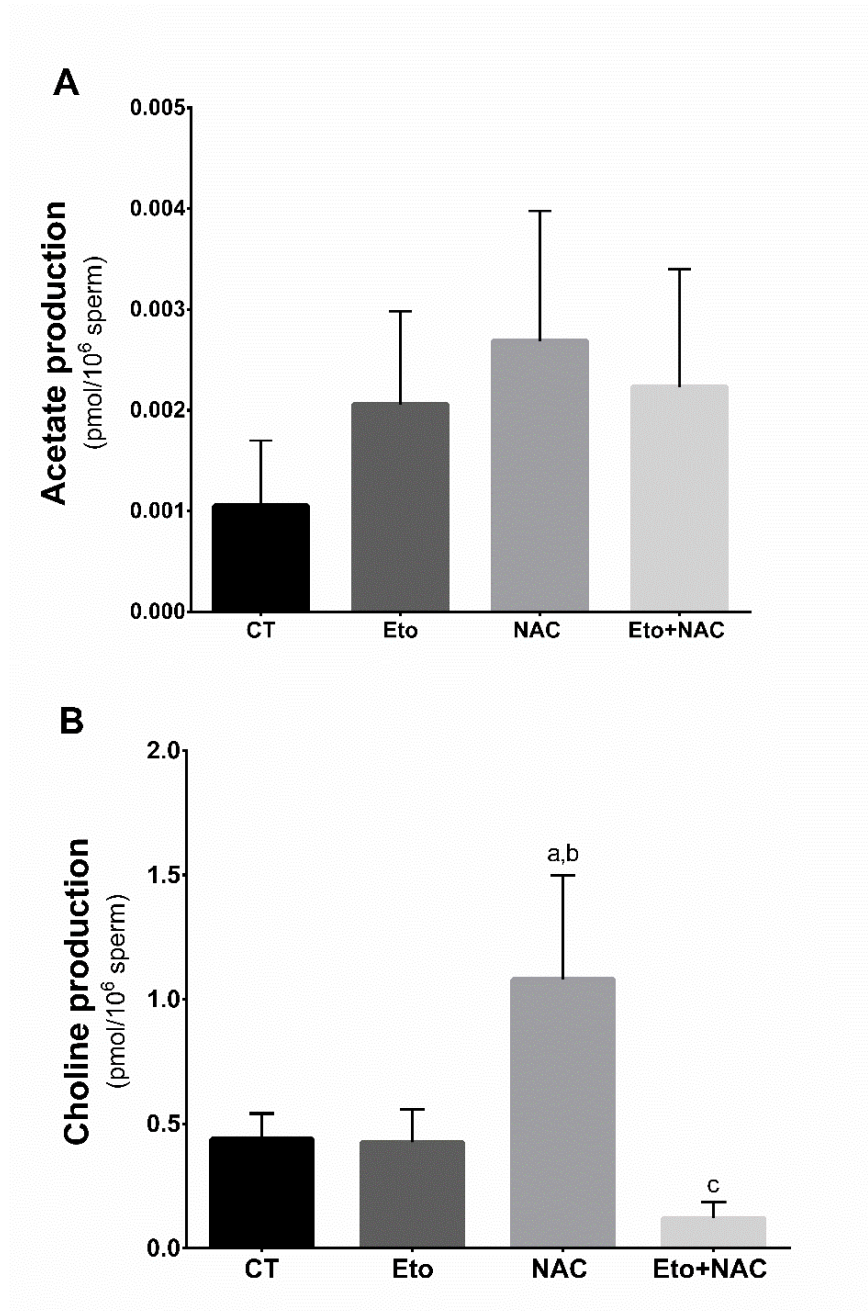 A
Acetate production
(pmol/10⁶ sperm)
0.005
0.004
0.003
0.002
0.001
0.000
CT Eto NAC Eto+NAC
B
Choline production
(pmol/10⁶ sperm)
2.0
1.5
1.0
0.5
0.0
a,b
c
CT Eto NAC Eto+NAC